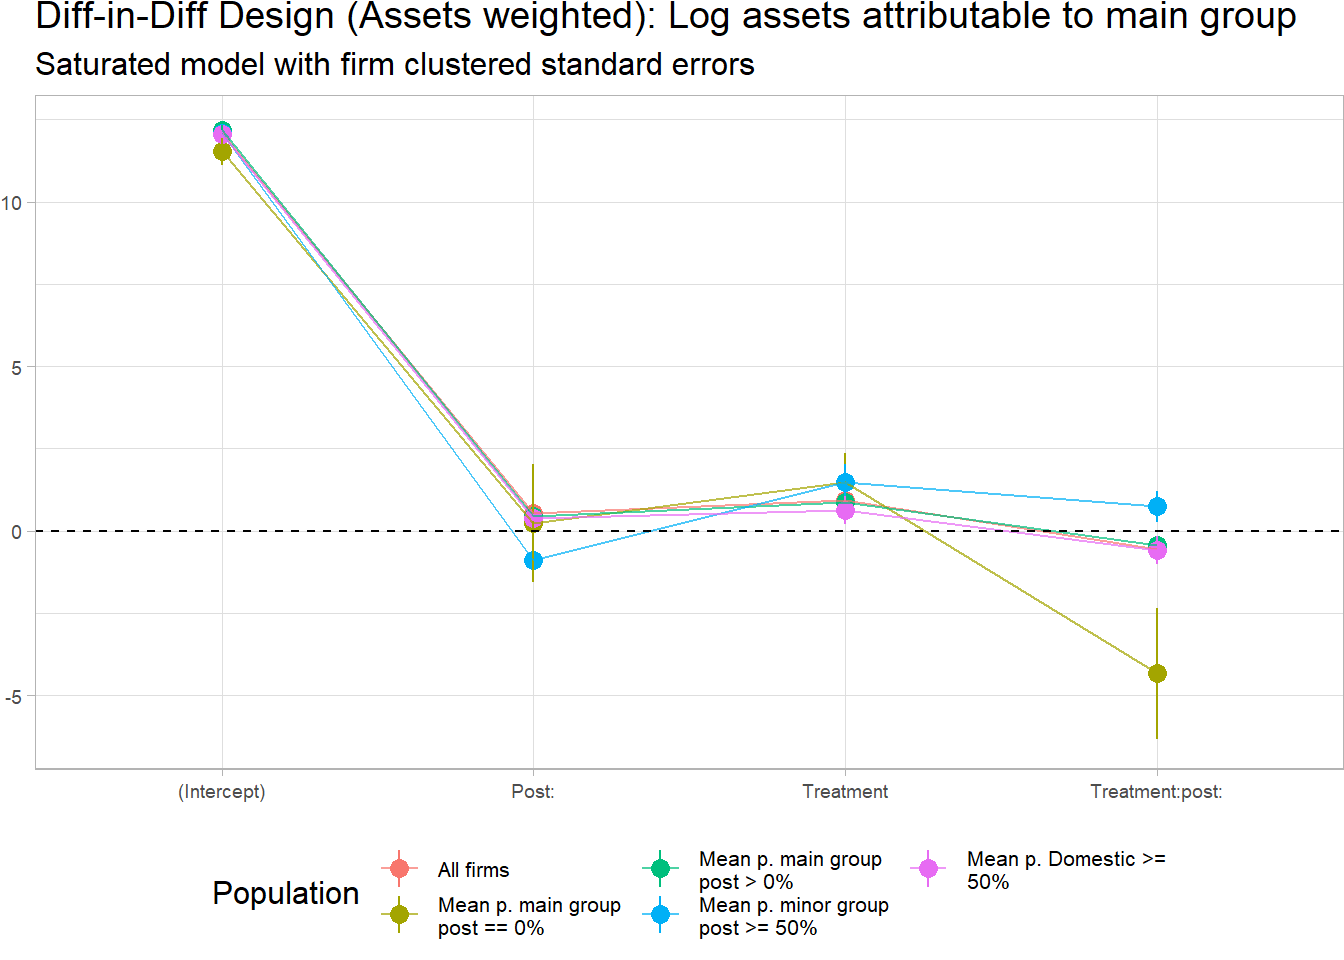 Diff-in-Diff Design (Assets weighted): Log assets attributable to main group
Saturated model with firm clustered standard errors
10
5
0
-5
(Intercept)
Post:
Treatment
Treatment:post:
Population
All firms
Mean p. main group
post == 0%
Mean p. main group
post > 0%
Mean p. minor group
post >= 50%
Mean p. Domestic >=
50%